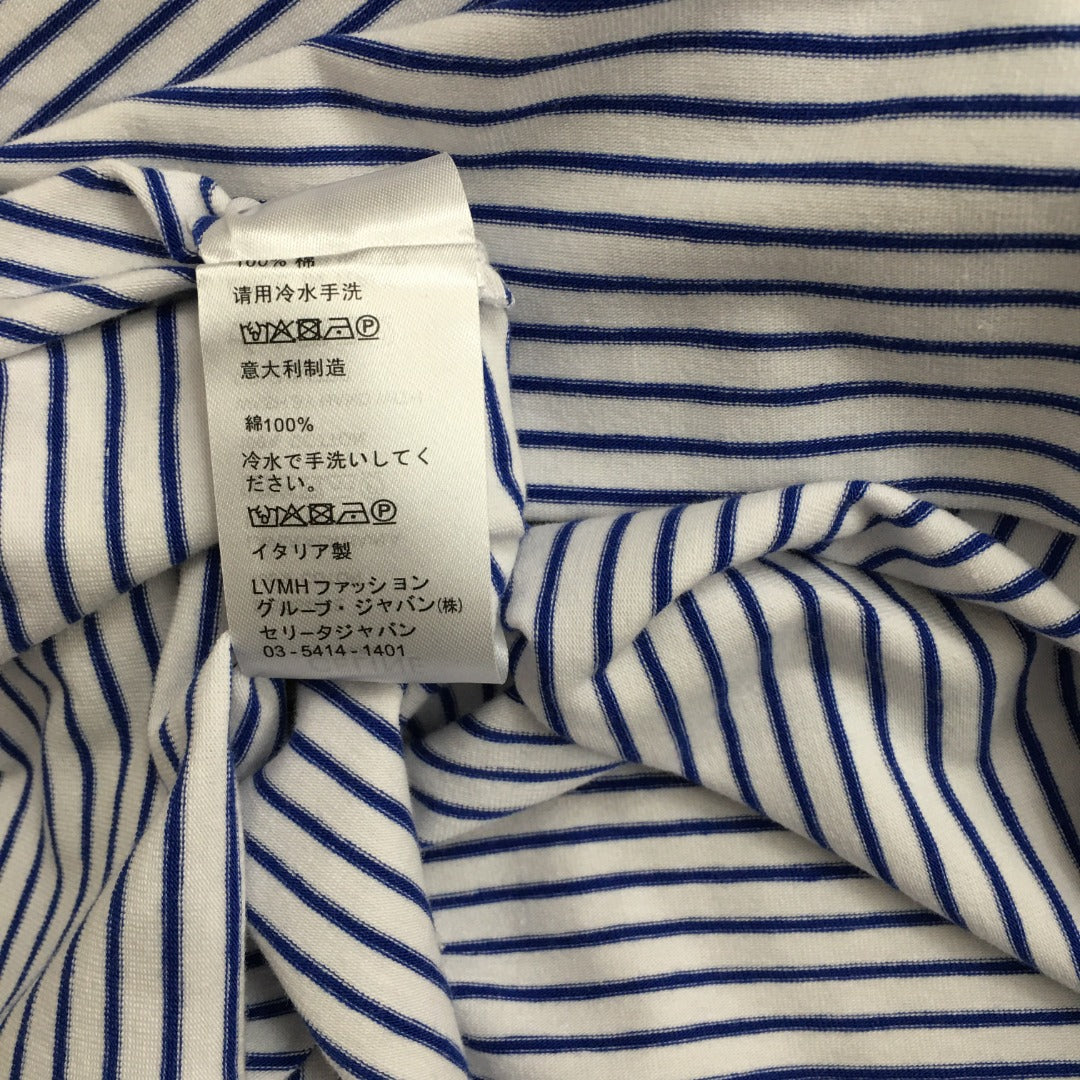 100% 棉
请用冷水手洗
P
意大利制造
綿100%
冷水で手洗いしてく
ださい。
P
イタリア製
LVMHファッション
グループ・ジャパン(株)
セリータジャパン
03-5414-1401